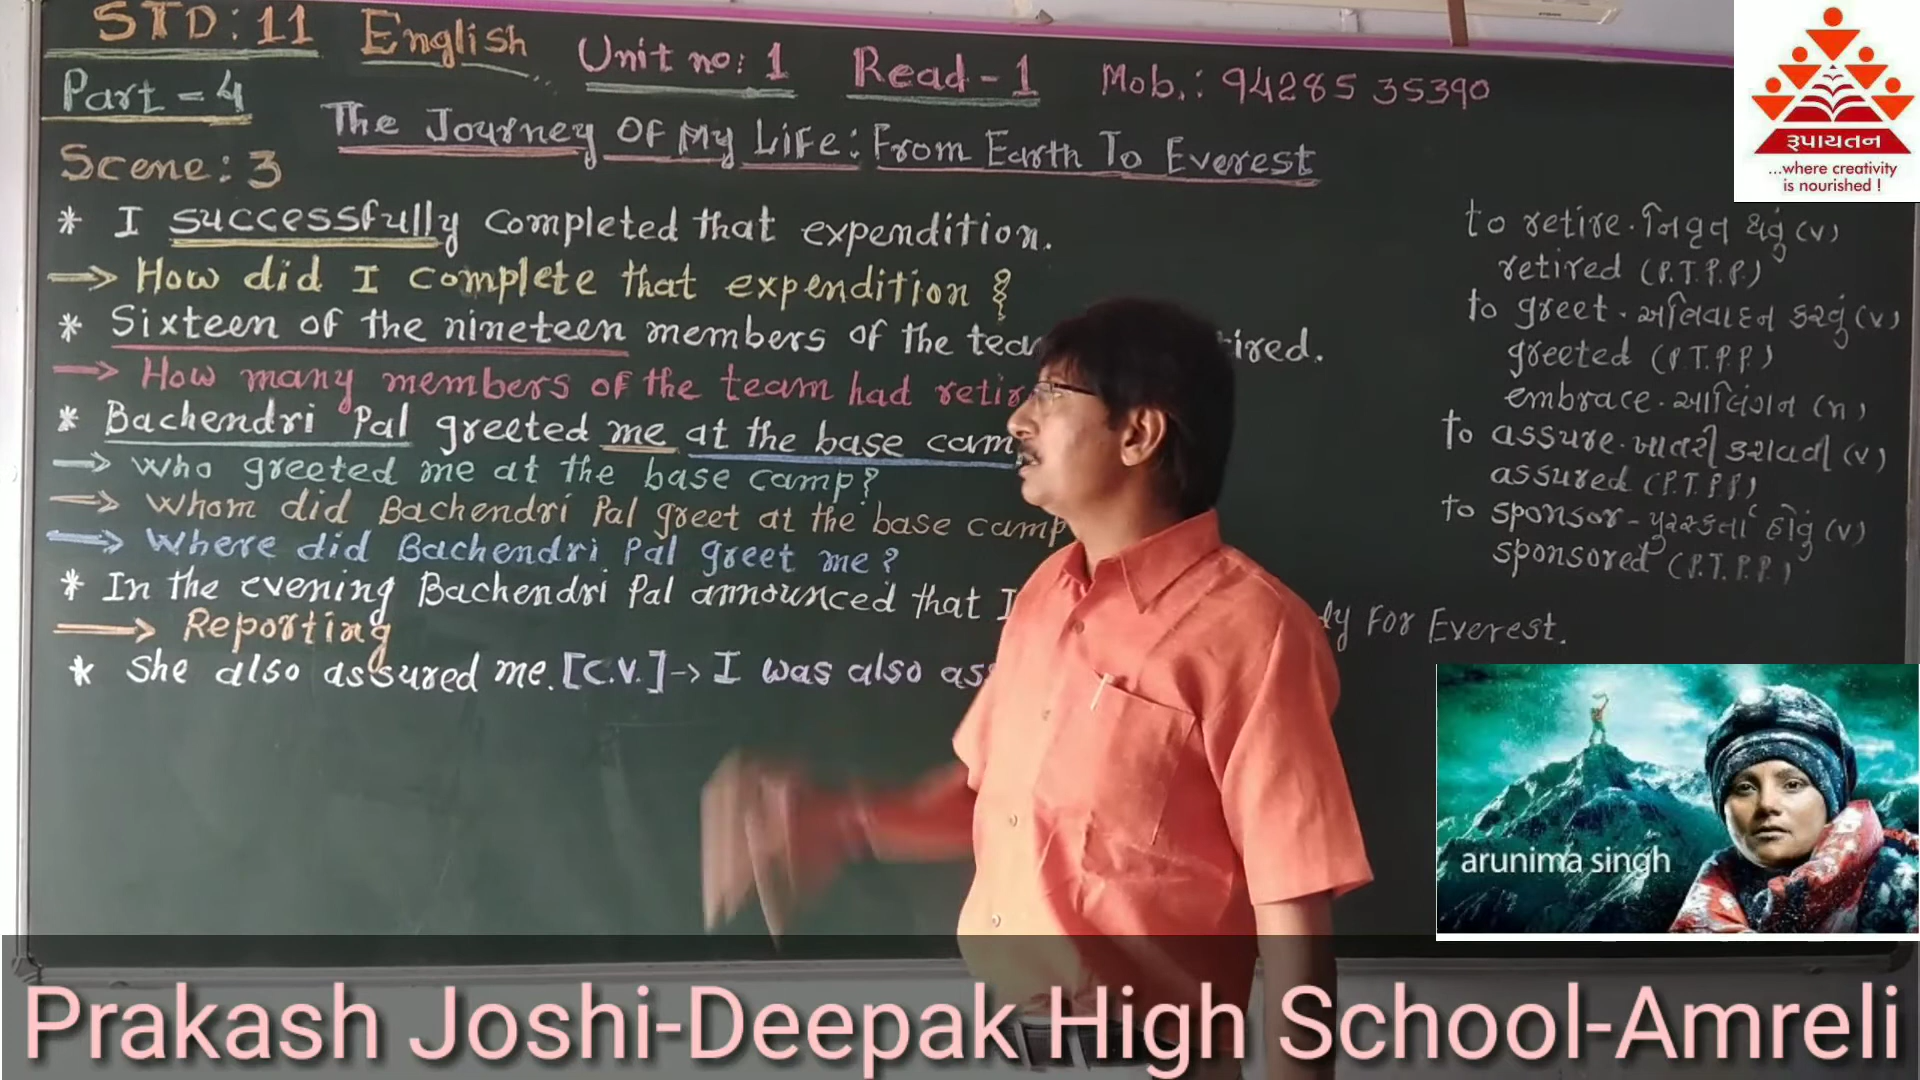 STD: 11 English Unit no: 1 Read - 1 Mob.: 94285 35390
Part - 4
The Journey Of My Life: From Earth To Everest
Scene: 3
* I successfully completed that expendition.
→ How did I complete that expendition ?
* Sixteen of the nineteen members of the
→ How many members of the team had
* Bachendri Pal greeted me at the base
→ Who greeted me at the base camp?
→ Whom did Bachendri Pal greet at the base camp
→ Where did Bachendri Pal greet me?
* In the evening Bachendri Pal announced that I For Everest.
→ Reporting
* She also assured me. [C.V.] → I was also
to retire. નિવૃત થવું (v)
retired (P.T.P.P.)
to greet. અભિવાદન કરવું (v)
greeted (P.T.P.P.)
embrace. આલિંગન (n)
to assure. ખાતરી કરાવવી (v)
assured (P.T.P.P.)
to sponsor - પુરસ્કર્તા હોવું (v)
sponsored (P.T.P.P.)
રૂપાયતન
...where creativity
is nourished !
arunima singh
Prakash Joshi-Deepak High School-Amreli